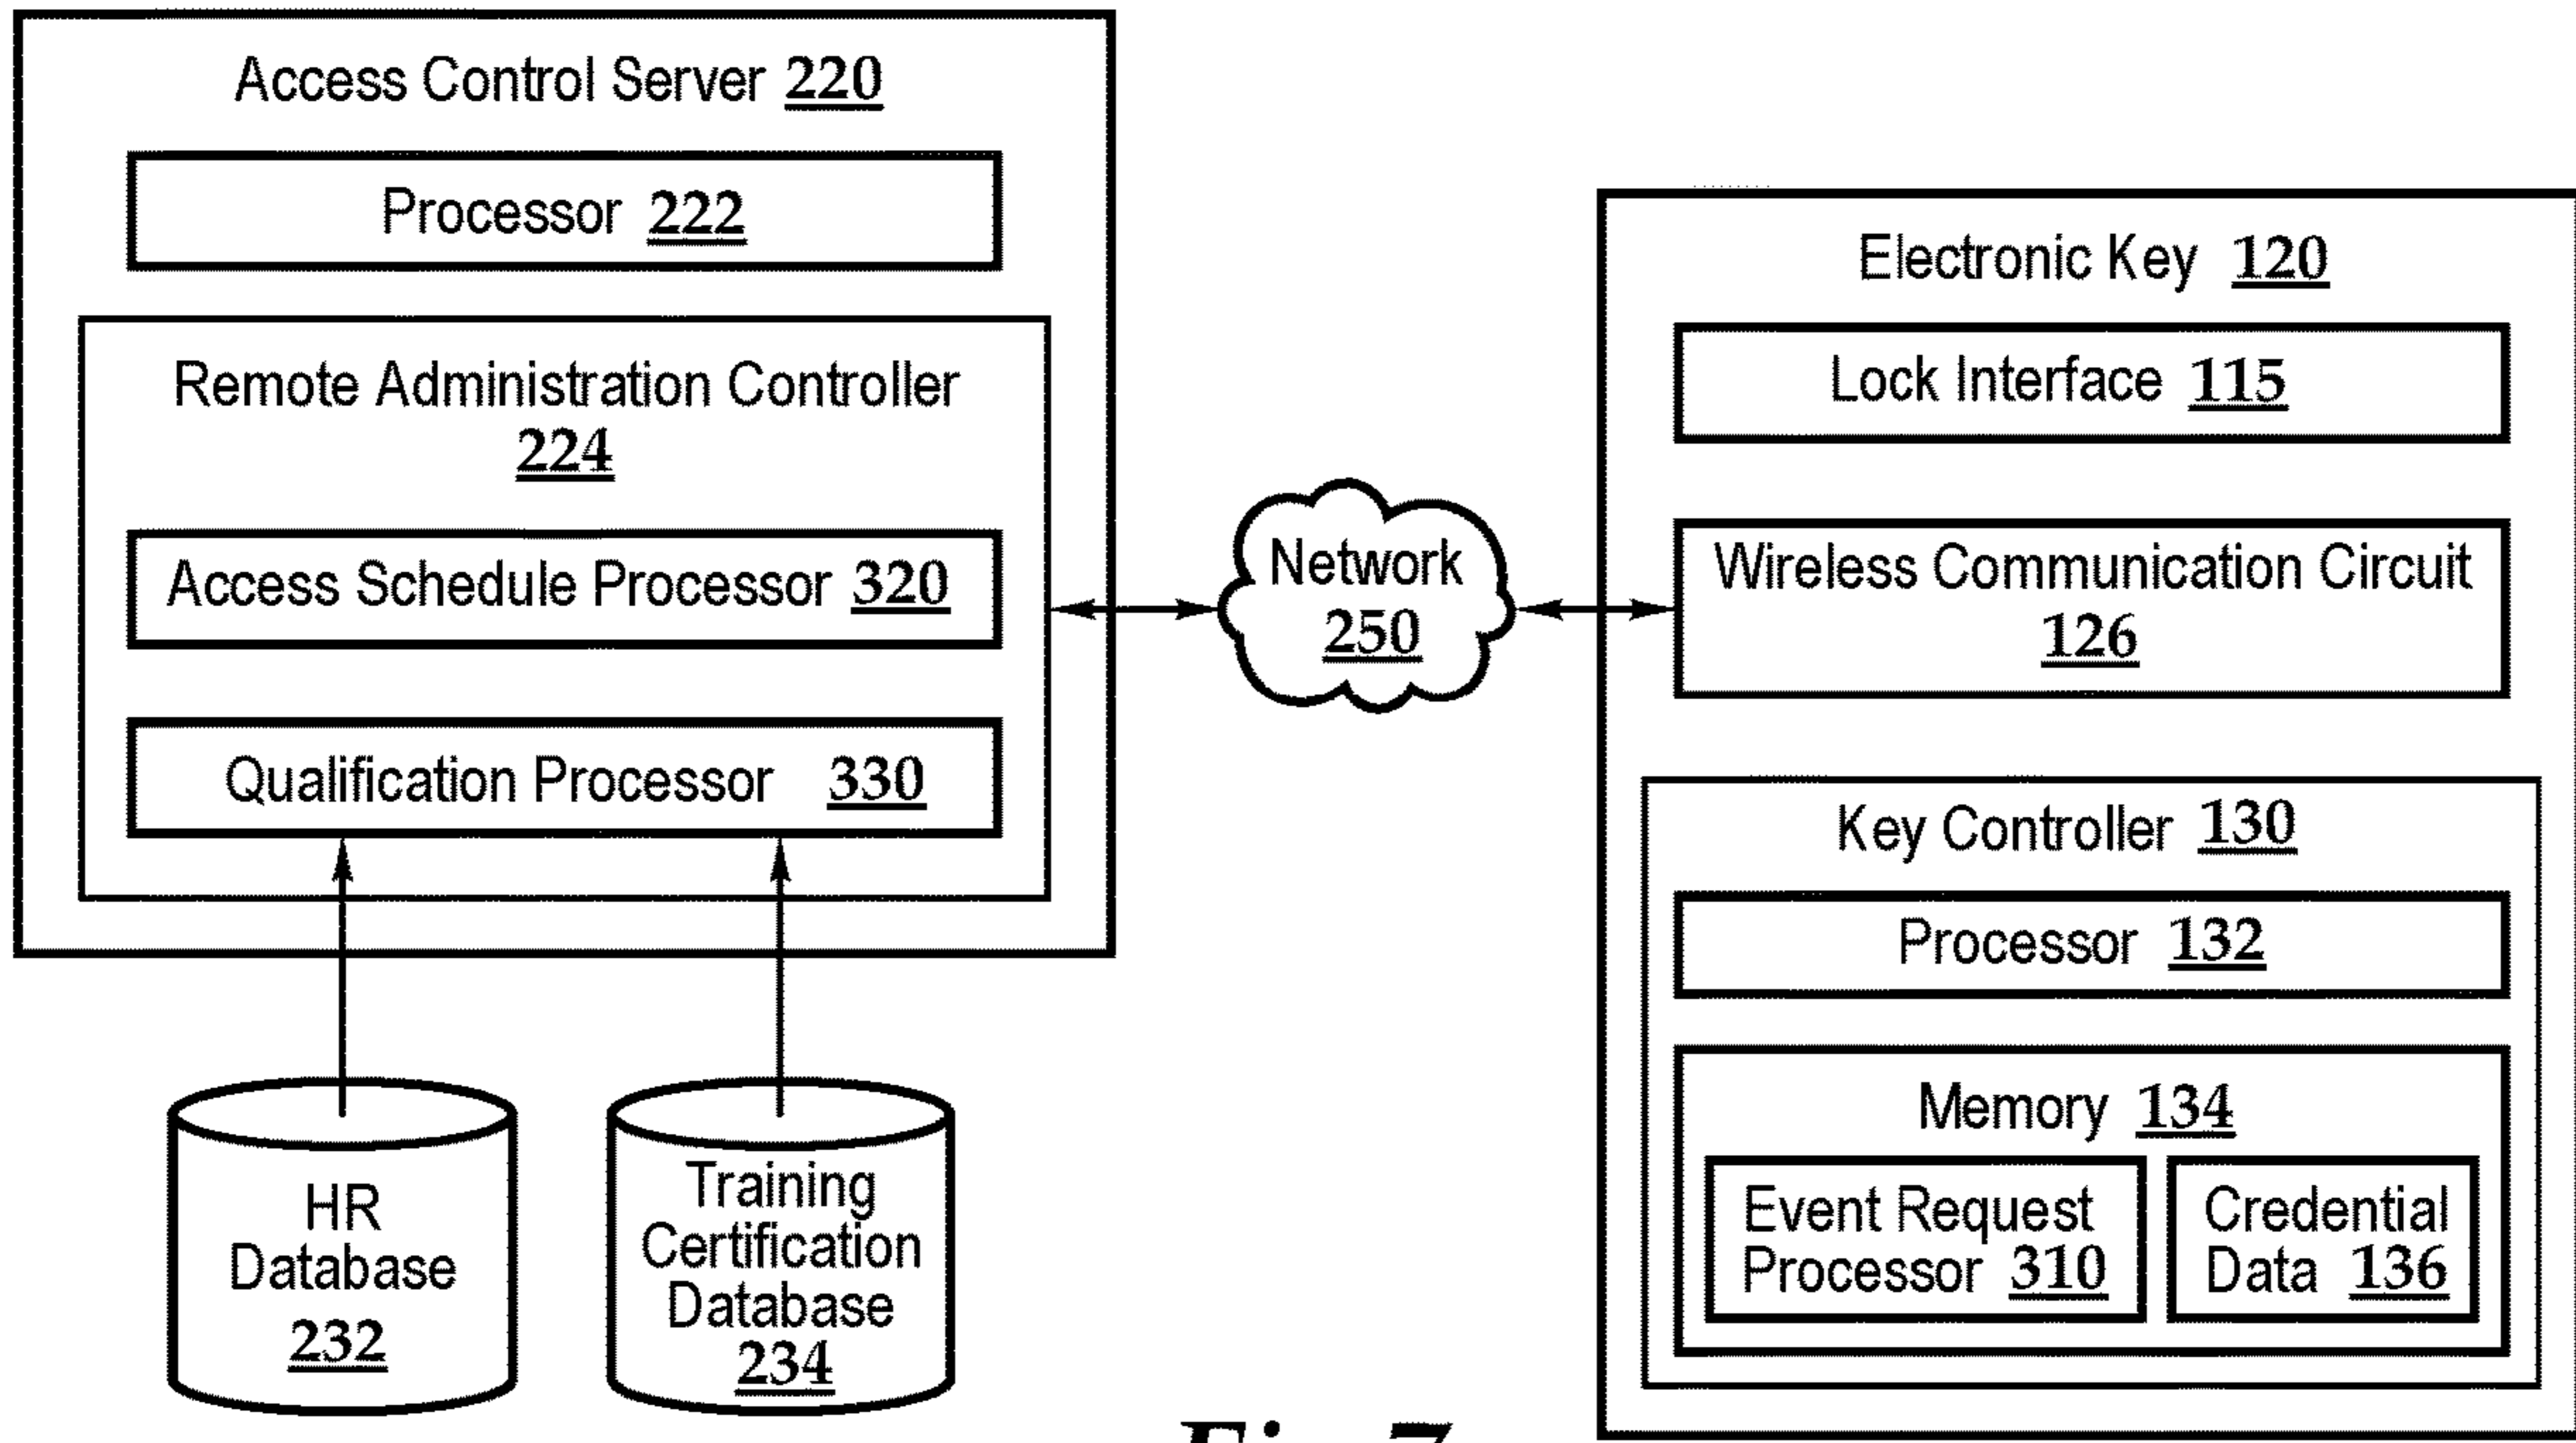 Access Control Server 220
Processor 222
Remote Administration Controller
224
Access Schedule Processor 320
Qualification Processor 330
HR
Database
232
Training
Certification
Database
234
Network
250
Electronic Key 120
Lock Interface 115
Wireless Communication Circuit
126
Key Controller 130
Processor 132
Memory 134
Event Request
Processor 310
Credential
Data 136